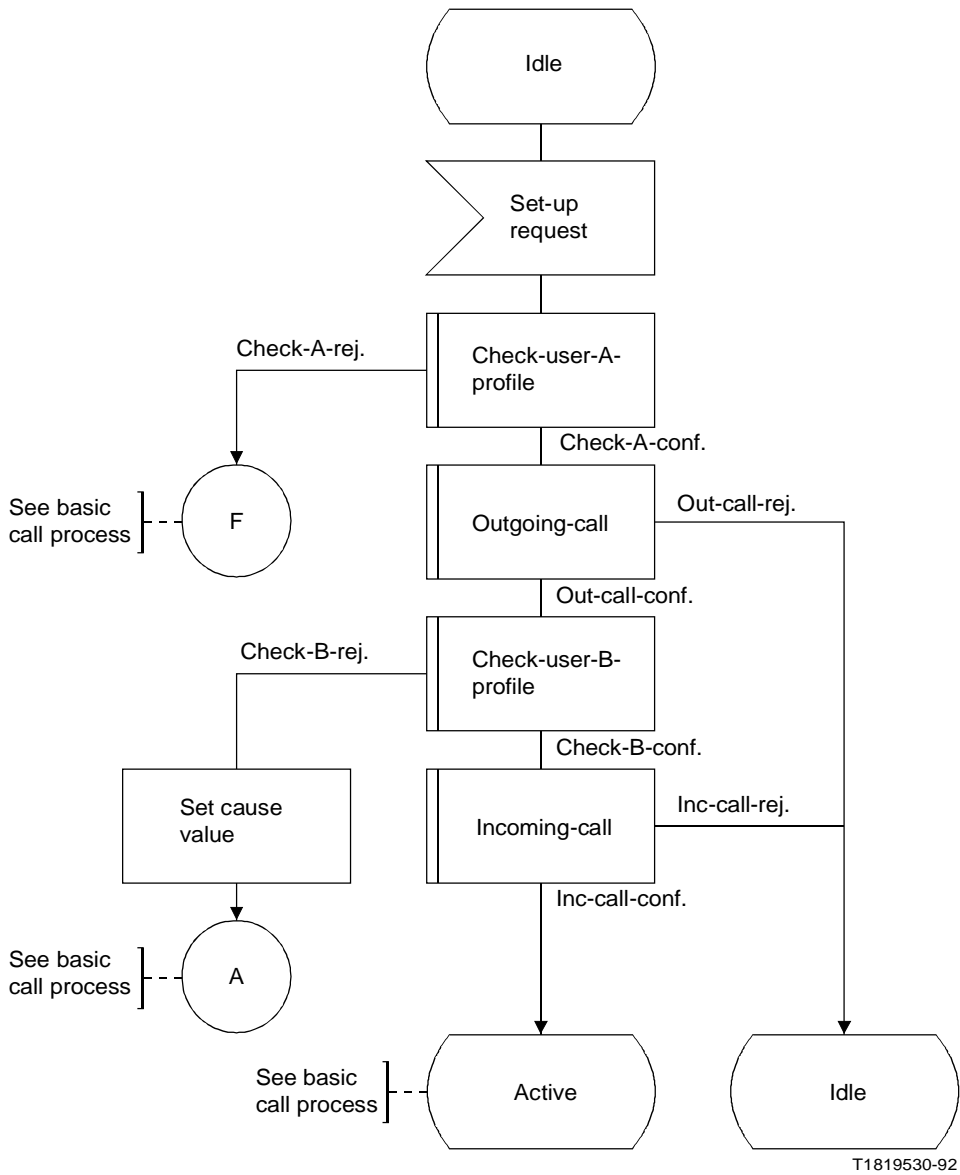 Idle
Set-up
request
Check-A-rej.
Check-user-A-
profile
Check-A-conf.
See basic
call process
F
Outgoing-call
Out-call-rej.
Out-call-conf.
Check-B-rej.
Check-user-B-
profile
Check-B-conf.
Set cause
value
Incoming-call
Inc-call-rej.
Inc-call-conf.
See basic
call process
A
See basic
call process
Active
Idle
T1819530-92